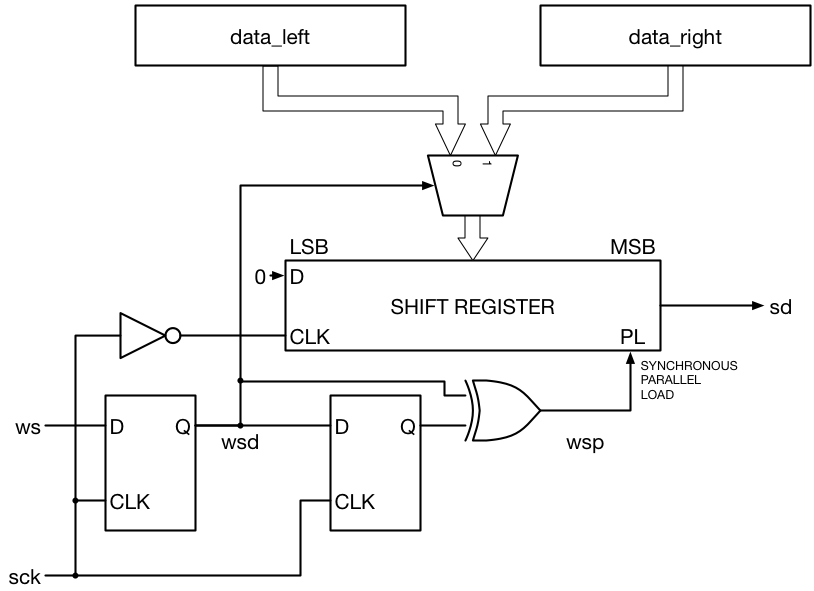 data_left
data_right
0
1
LSB
MSB
0
D
SHIFT REGISTER
sd
CLK
PL
SYNCHRONOUS
PARALLEL
LOAD
ws
D
Q
wsd
D
Q
wsp
CLK
CLK
sck